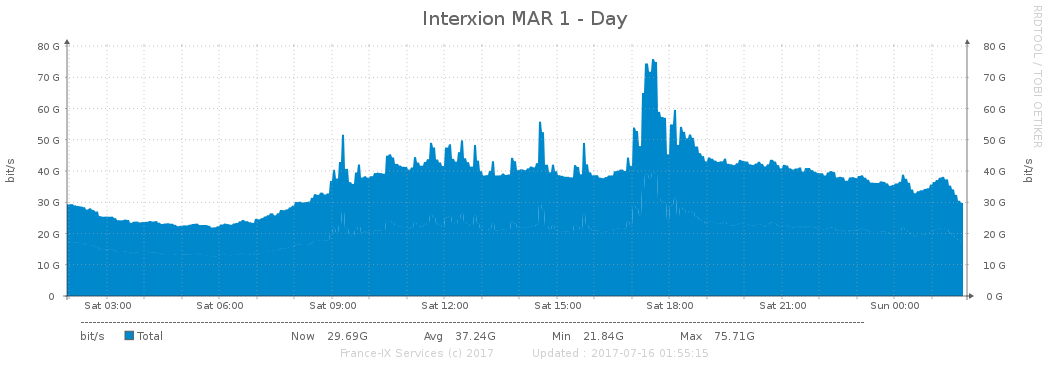 Interxion MAR 1 - Day
RRDTOOL / TOBI OETIKER
bit/s
bit/s
80 G 80 G
70 G 70 G
60 G 60 G
50 G 50 G
40 G 40 G
30 G 30 G
20 G 20 G
10 G 10 G
0 0 G
Sat 03:00 Sat 06:00 Sat 09:00 Sat 12:00 Sat 15:00 Sat 18:00 Sat 21:00 Sun 00:00
bit/s Total Now 29.69G Avg 37.24G Min 21.84G Max 75.71G
France-IX Services (c) 2017 Updated : 2017-07-16 01:55:15